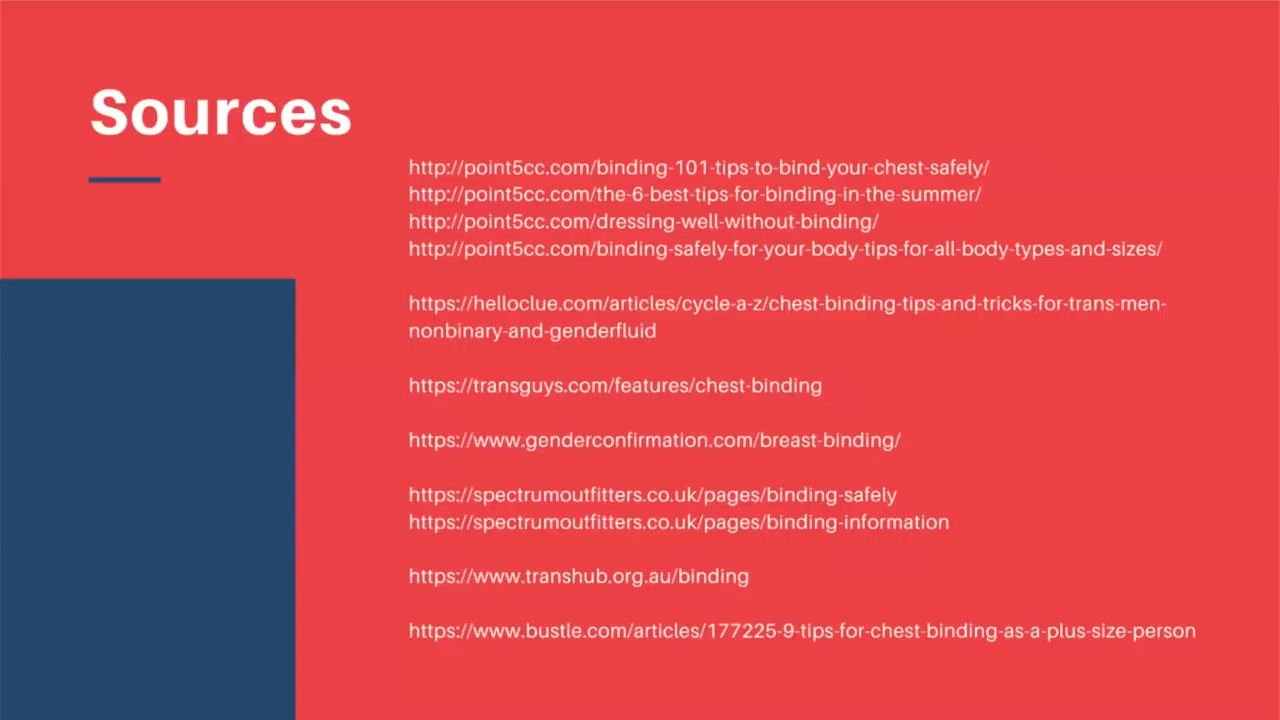 Sources
http://point5cc.com/binding-101-tips-to-bind-your-chest-safely/
http://point5cc.com/the-6-best-tips-for-binding-in-the-summer/
http://point5cc.com/dressing-well-without-binding/
http://point5cc.com/binding-safely-for-your-body-tips-for-all-body-types-and-sizes/
https://helloclue.com/articles/cycle-a-z/chest-binding-tips-and-tricks-for-trans-men-
nonbinary-and-genderfluid
https://transguys.com/features/chest-binding
https://www.genderconfirmation.com/breast-binding/
https://spectrumoutfitters.co.uk/pages/binding-safely
https://spectrumoutfitters.co.uk/pages/binding-information
https://www.transhub.org.au/binding
https://www.bustle.com/articles/177225-9-tips-for-chest-binding-as-a-plus-size-person